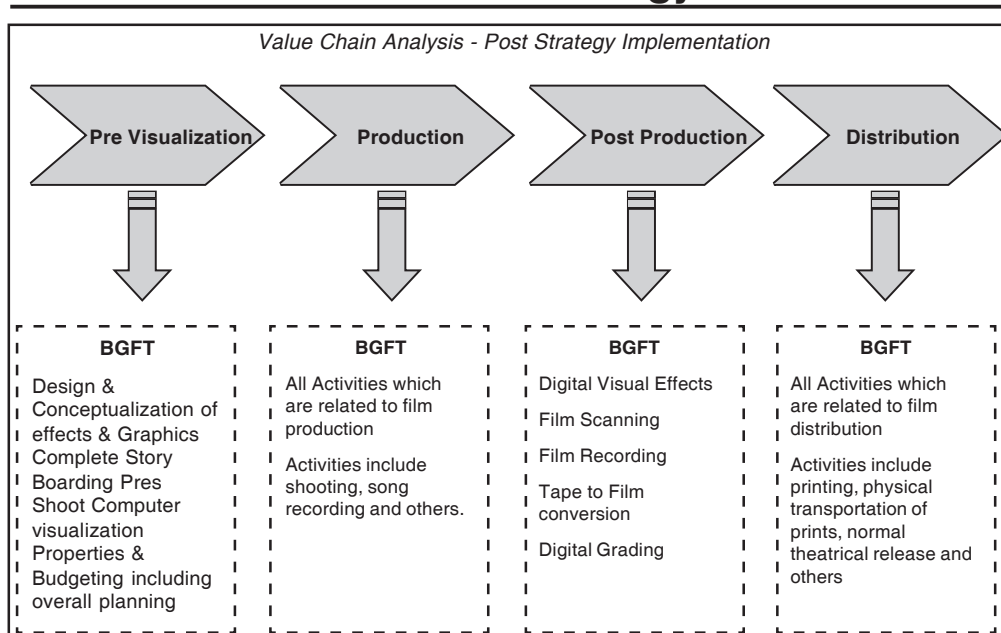 Value Chain Analysis - Post Strategy Implementation
Pre Visualization
Production
Post Production
Distribution
BGFT
Design &
Conceptualization of
effects & Graphics
Complete Story
Boarding Pres
Shoot Computer
visualization
Properties &
Budgeting including
overall planning
BGFT
All Activities which
are related to film
production
Activities include
shooting, song
recording and others.
BGFT
Digital Visual Effects
Film Scanning
Film Recording
Tape to Film
conversion
Digital Grading
BGFT
All Activities which
are related to film
distribution
Activities include
printing, physical
transportation of
prints, normal
theatrical release and
others